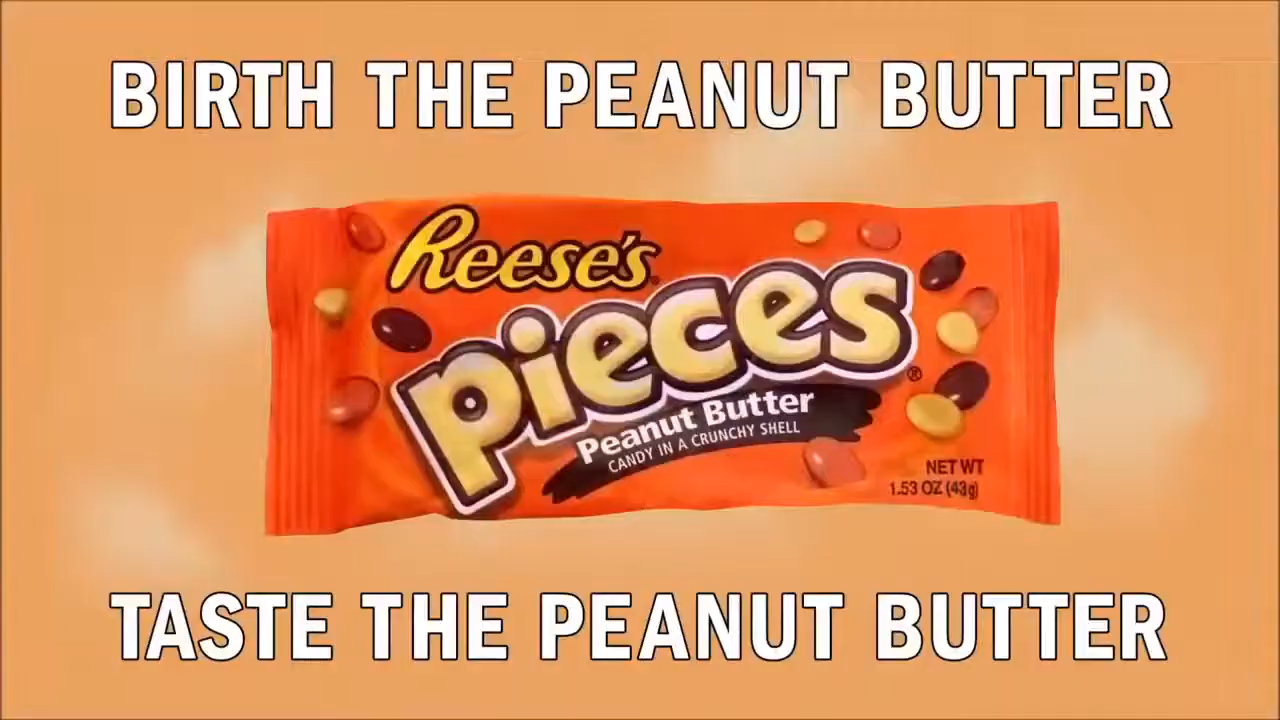 BIRTH THE PEANUT BUTTER
Reese's
pieces®
Peanut Butter
CANDY IN A CRUNCHY SHELL
NET WT
1.53 OZ (43g)
TASTE THE PEANUT BUTTER